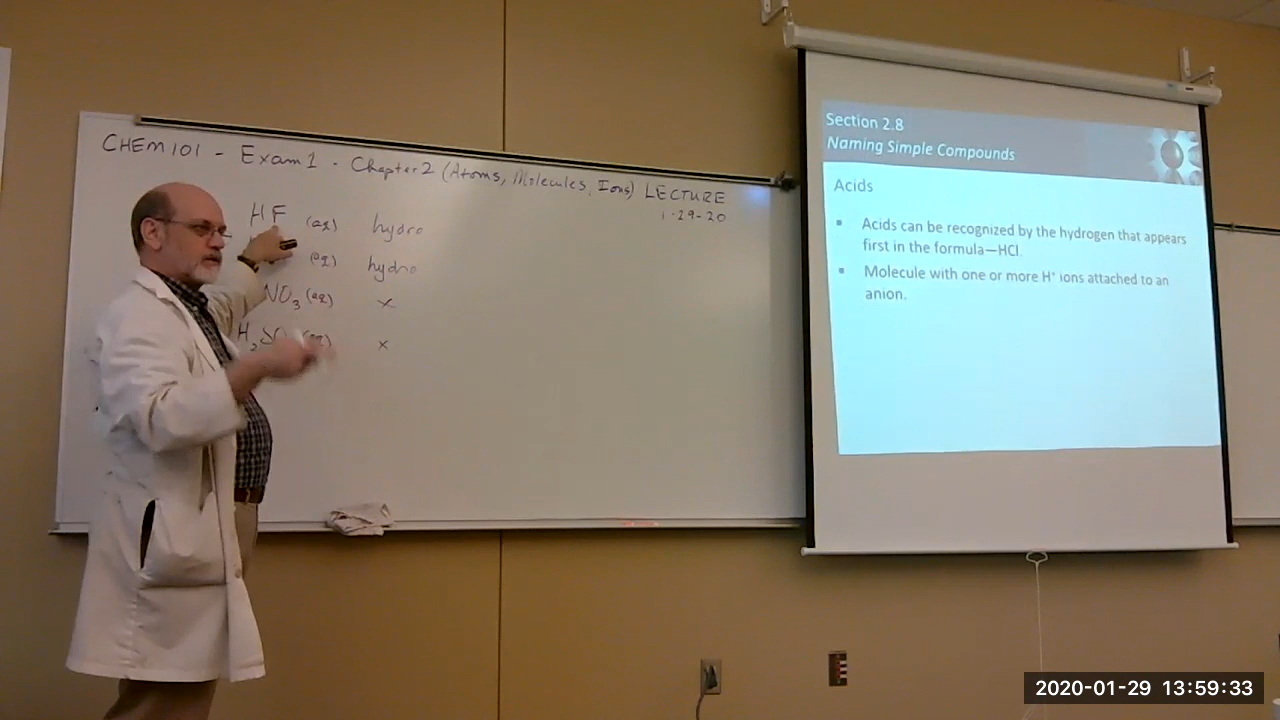 CHEM 101 - Exam 1 - Chapter 2 (Atoms, Molecules, Ions) LECTURE
1-29-20
HF (aq) hydro
(aq) hydro
NO3 (aq) x
H2SO (aq) x
Section 2.8
Naming Simple Compounds
Acids
▪ Acids can be recognized by the hydrogen that appears
first in the formula—HCl.
▪ Molecule with one or more H+ ions attached to an
anion.
2020-01-29 13:59:33